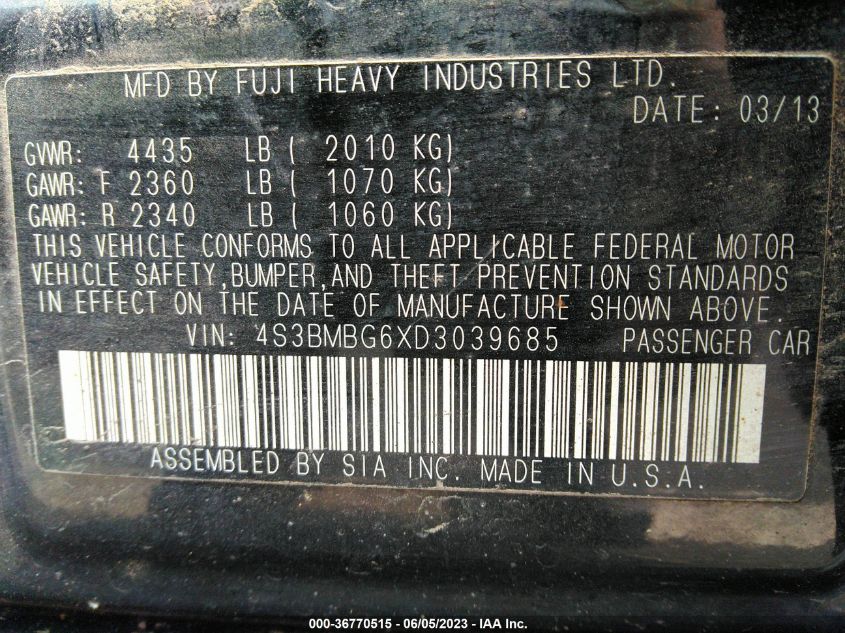 MFD BY FUJI HEAVY INDUSTRIES LTD.
DATE: 03/13
GVWR: 4435 LB ( 2010 KG)
GAWR: F 2360 LB ( 1070 KG)
GAWR: R 2340 LB ( 1060 KG)
THIS VEHICLE CONFORMS TO ALL APPLICABLE FEDERAL MOTOR
VEHICLE SAFETY, BUMPER, AND THEFT PREVENTION STANDARDS
IN EFFECT ON THE DATE OF MANUFACTURE SHOWN ABOVE.
VIN: 4S3BMBG6XD3039685 PASSENGER CAR
ASSEMBLED BY SIA INC. MADE IN U.S.A.
000-36770515 - 06/05/2023 - IAA Inc.